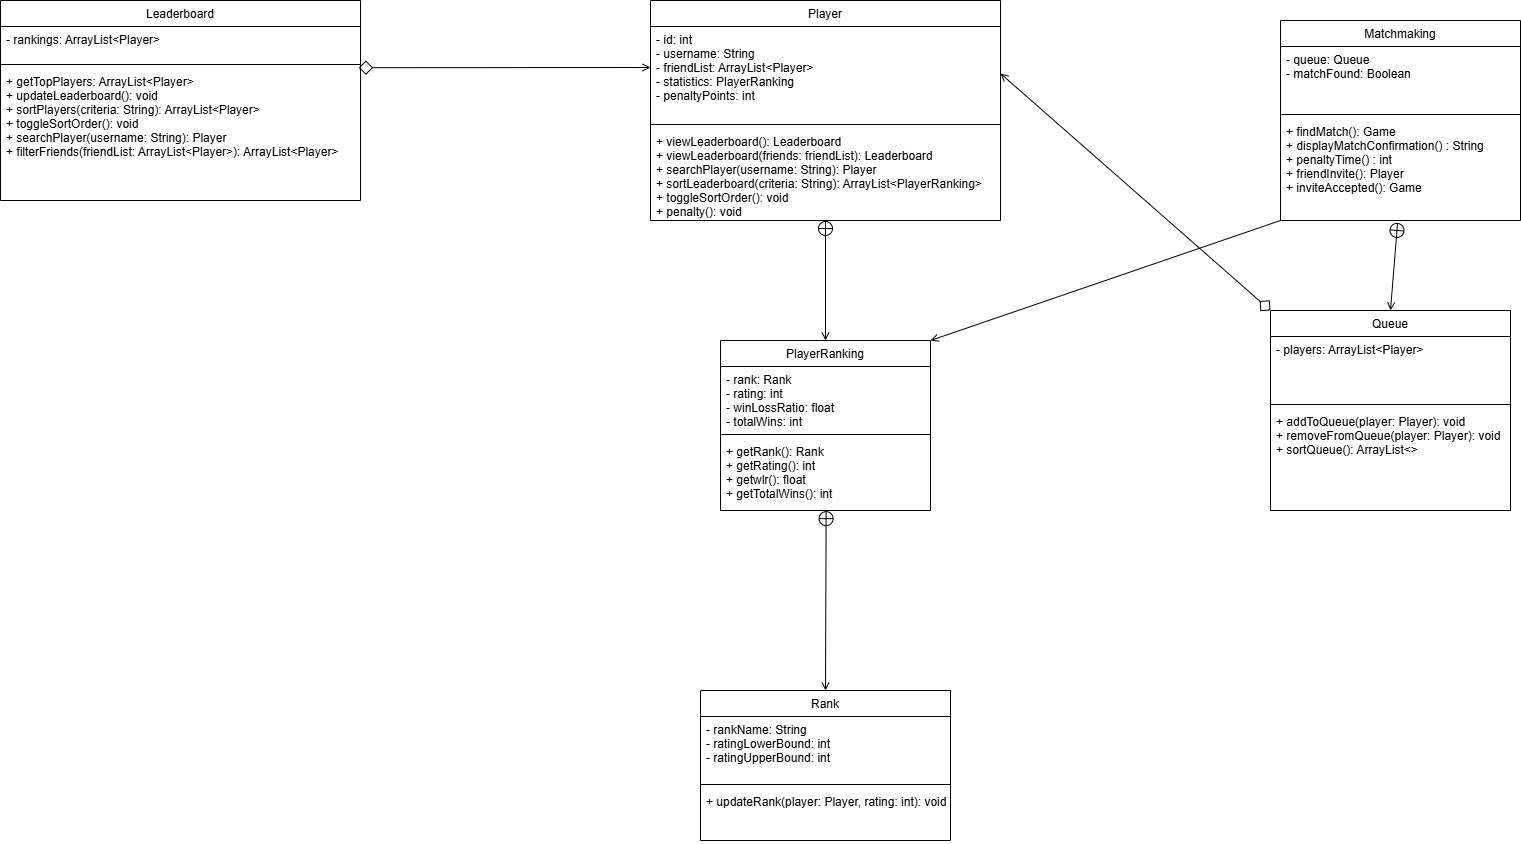 Leaderboard
- rankings: ArrayList<Player>
+ getTopPlayers: ArrayList<Player>
+ updateLeaderboard(): void
+ sortPlayers(criteria: String): ArrayList<Player>
+ toggleSortOrder(): void
+ searchPlayer(username: String): Player
+ filterFriends(friendList: ArrayList<Player>): ArrayList<Player>
Player
- id: int
- username: String
- friendList: ArrayList<Player>
- statistics: PlayerRanking
- penaltyPoints: int
+ viewLeaderboard(): Leaderboard
+ viewLeaderboard(friends: friendList): Leaderboard
+ searchPlayer(username: String): Player
+ sortLeaderboard(criteria: String): ArrayList<PlayerRanking>
+ toggleSortOrder(): void
+ penalty(): void
Matchmaking
- queue: Queue
- matchFound: Boolean
+ findMatch(): Game
+ displayMatchConfirmation() : String
+ penaltyTime() : int
+ friendInvite(): Player
+ inviteAccepted(): Game
PlayerRanking
- rank: Rank
- rating: int
- winLossRatio: float
- totalWins: int
+ getRank(): Rank
+ getRating(): int
+ getwlr(): float
+ getTotalWins(): int
Queue
- players: ArrayList<Player>
+ addToQueue(player: Player): void
+ removeFromQueue(player: Player): void
+ sortQueue(): ArrayList<>
Rank
- rankName: String
- ratingLowerBound: int
- ratingUpperBound: int
+ updateRank(player: Player, rating: int): void